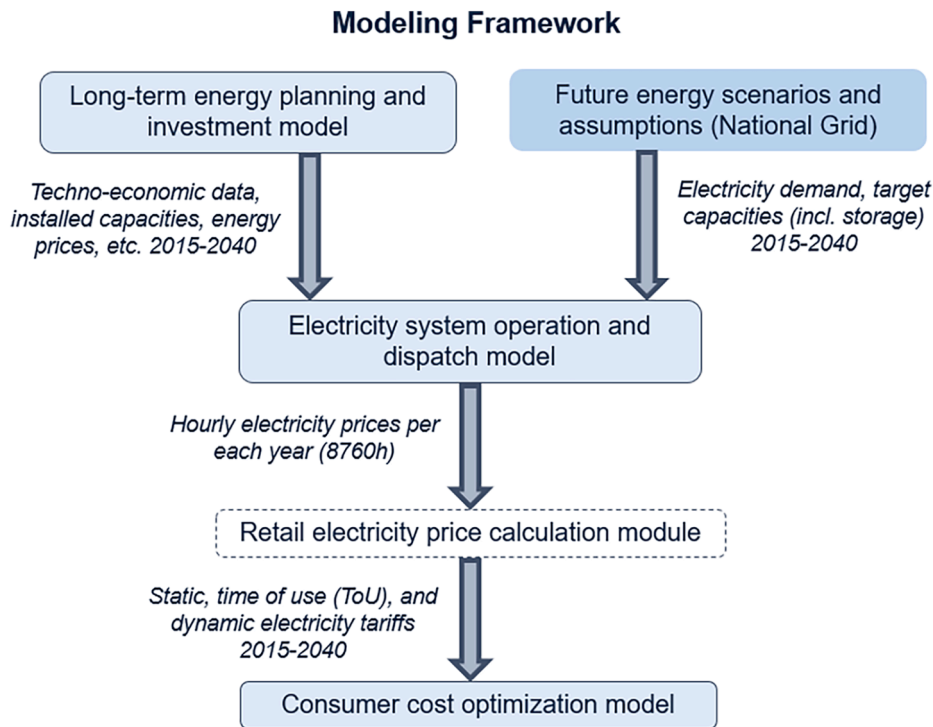 Modeling Framework
Long-term energy planning and
investment model
Future energy scenarios and
assumptions (National Grid)
Techno-economic data,
installed capacities, energy
prices, etc. 2015-2040
Electricity demand, target
capacities (incl. storage)
2015-2040
Electricity system operation and
dispatch model
Hourly electricity prices per
each year (8760h)
Retail electricity price calculation module
Static, time of use (ToU), and
dynamic electricity tariffs
2015-2040
Consumer cost optimization model